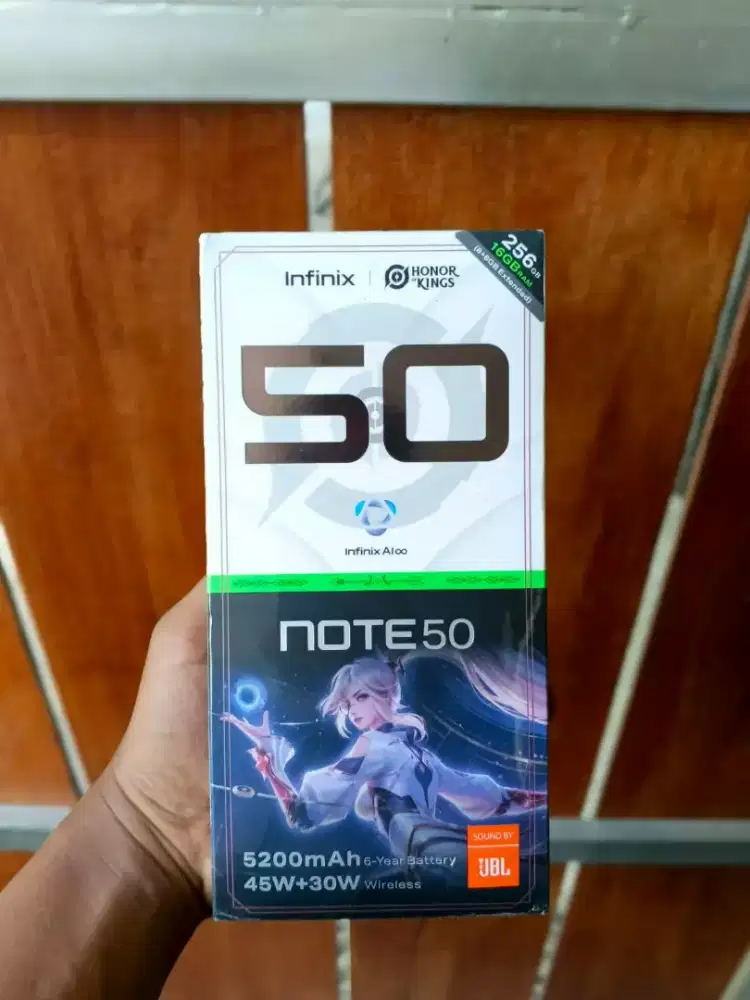 Infinix | HONOR OF KINGS
256GB
16GB RAM
(8+8GB Extended)
50
Infinix AI∞
NOTE 50
5200mAh 6-Year Battery
45W+30W Wireless
SOUND BY
JBL